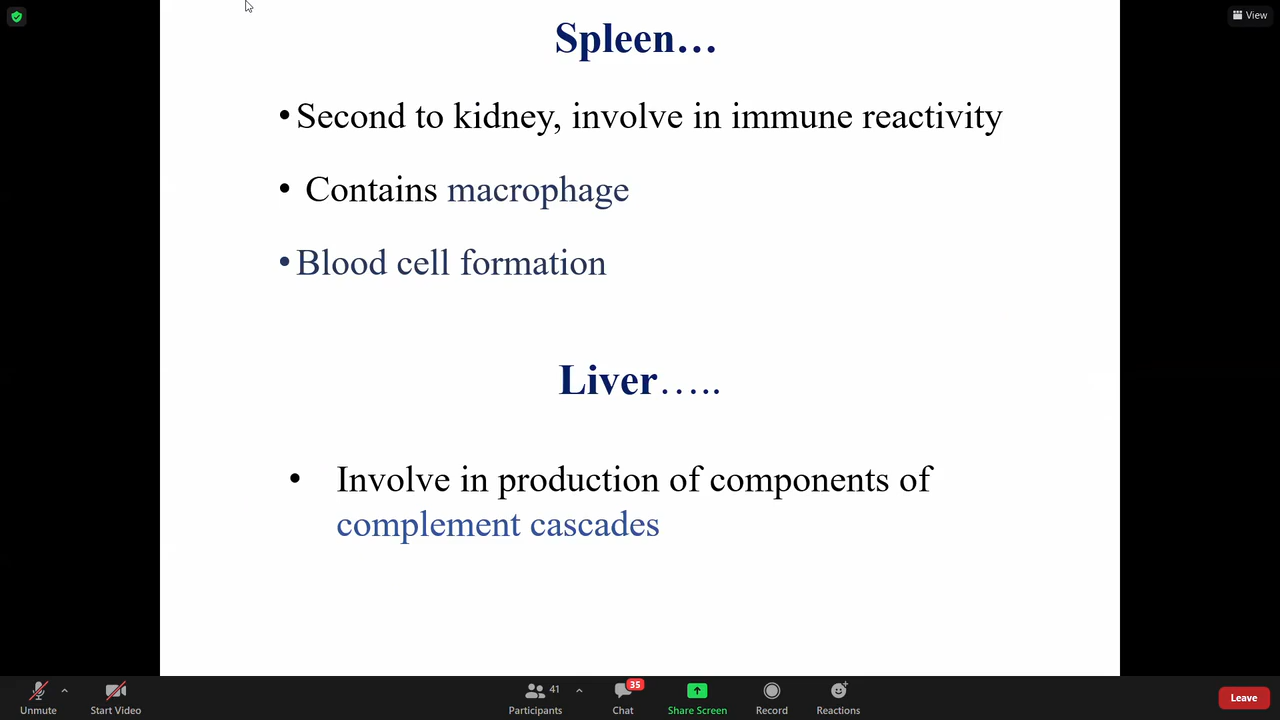 View
Spleen…
•Second to kidney, involve in immune reactivity
• Contains macrophage
•Blood cell formation
Liver…..
• Involve in production of components of
complement cascades
41
35
Unmute
Start Video
Participants
Chat
Share Screen
Record
Reactions
Leave